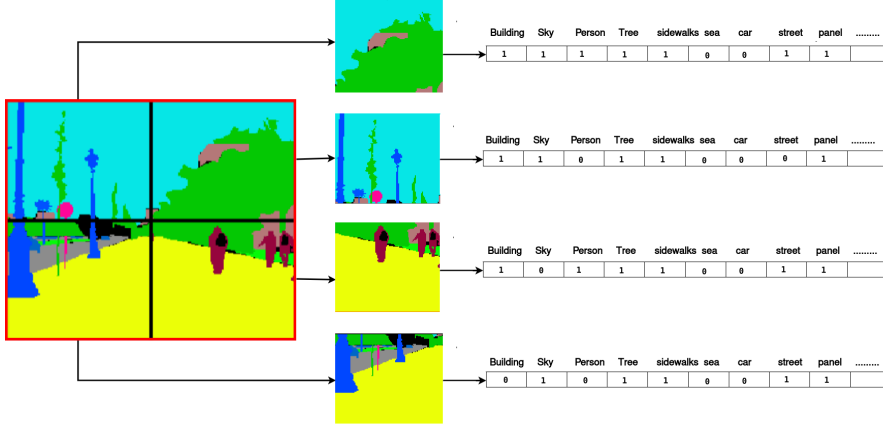 Building Sky Person Tree sidewalks sea car street panel .........
1 1 1 1 1 0 0 1 1
Building Sky Person Tree sidewalks sea car street panel .........
1 1 0 1 1 0 0 0 1
Building Sky Person Tree sidewalks sea car street panel .........
1 0 1 1 1 0 0 1 1
Building Sky Person Tree sidewalks sea car street panel .........
0 1 0 1 1 0 0 1 1